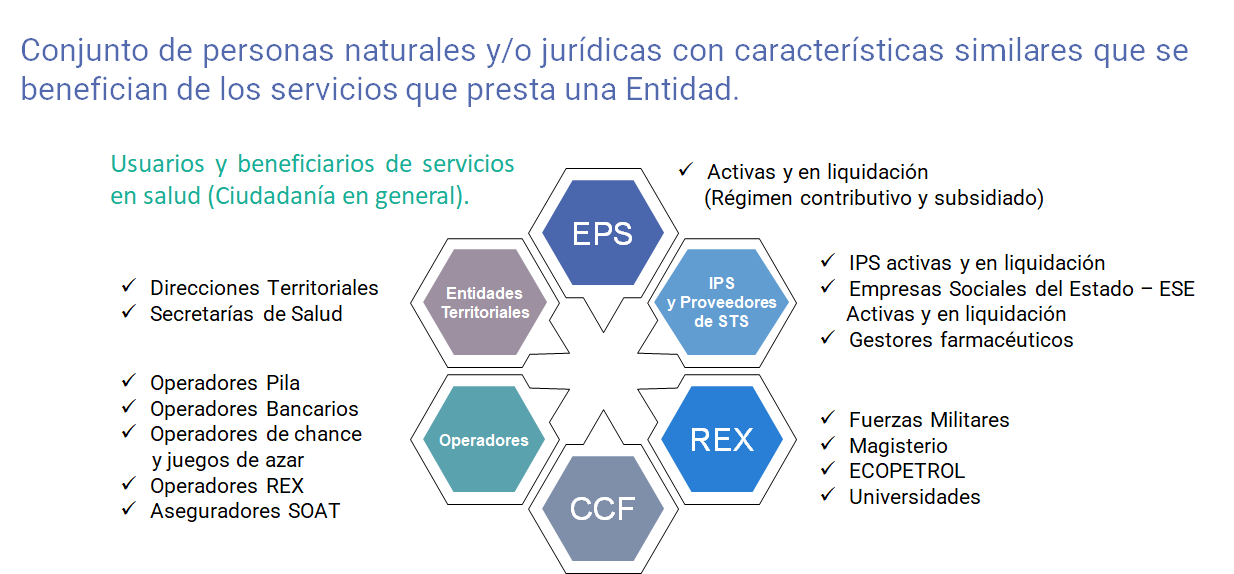 Conjunto de personas naturales y/o jurídicas con características similares que se
benefician de los servicios que presta una Entidad.
Usuarios y beneficiarios de servicios
en salud (Ciudadanía en general).
EPS
✓ Activas y en liquidación
(Régimen contributivo y subsidiado)
Entidades
Territoriales
✓ Direcciones Territoriales
✓ Secretarías de Salud
IPS
y Proveedores
de STS
✓ IPS activas y en liquidación
✓ Empresas Sociales del Estado – ESE
Activas y en liquidación
✓ Gestores farmacéuticos
Operadores
✓ Operadores Pila
✓ Operadores Bancarios
✓ Operadores de chance
y juegos de azar
✓ Operadores REX
✓ Aseguradores SOAT
REX
✓ Fuerzas Militares
✓ Magisterio
✓ ECOPETROL
✓ Universidades
CCF